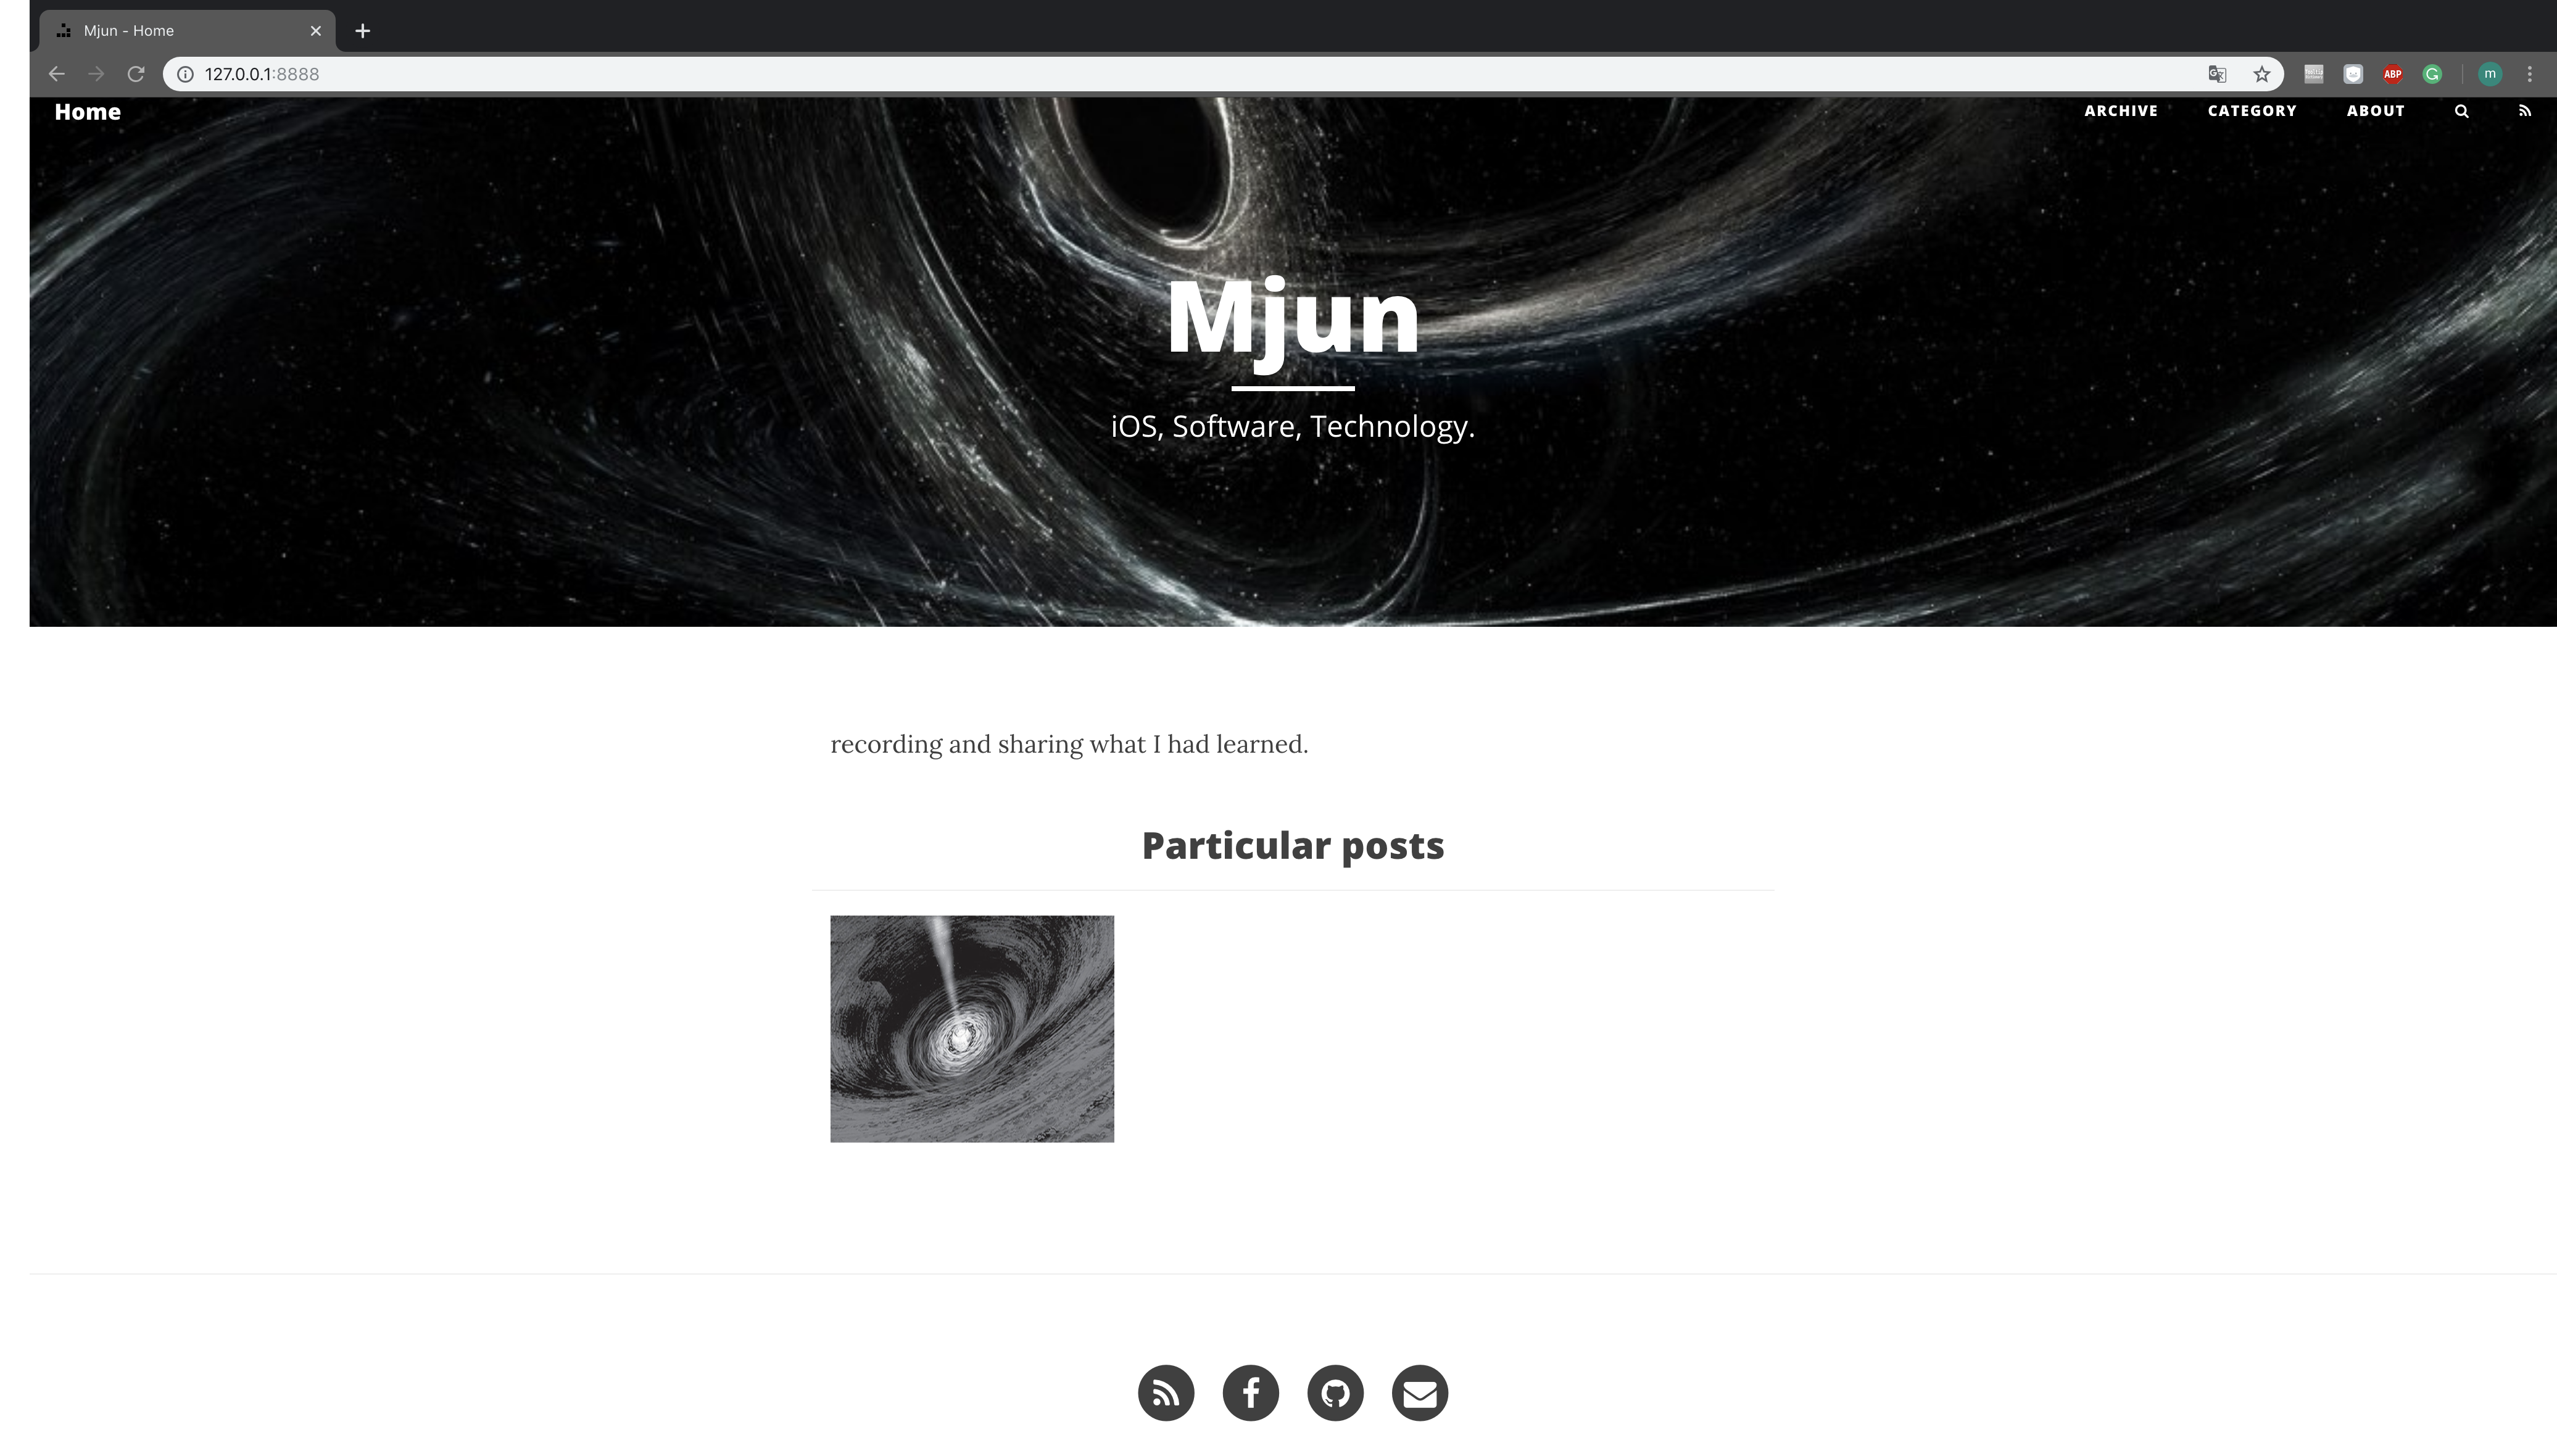 Mjun - Home
127.0.0.1:8888
ABP
m
Home
ARCHIVE
CATEGORY
ABOUT
Mjun
iOS, Software, Technology.
recording and sharing what I had learned.
Particular posts